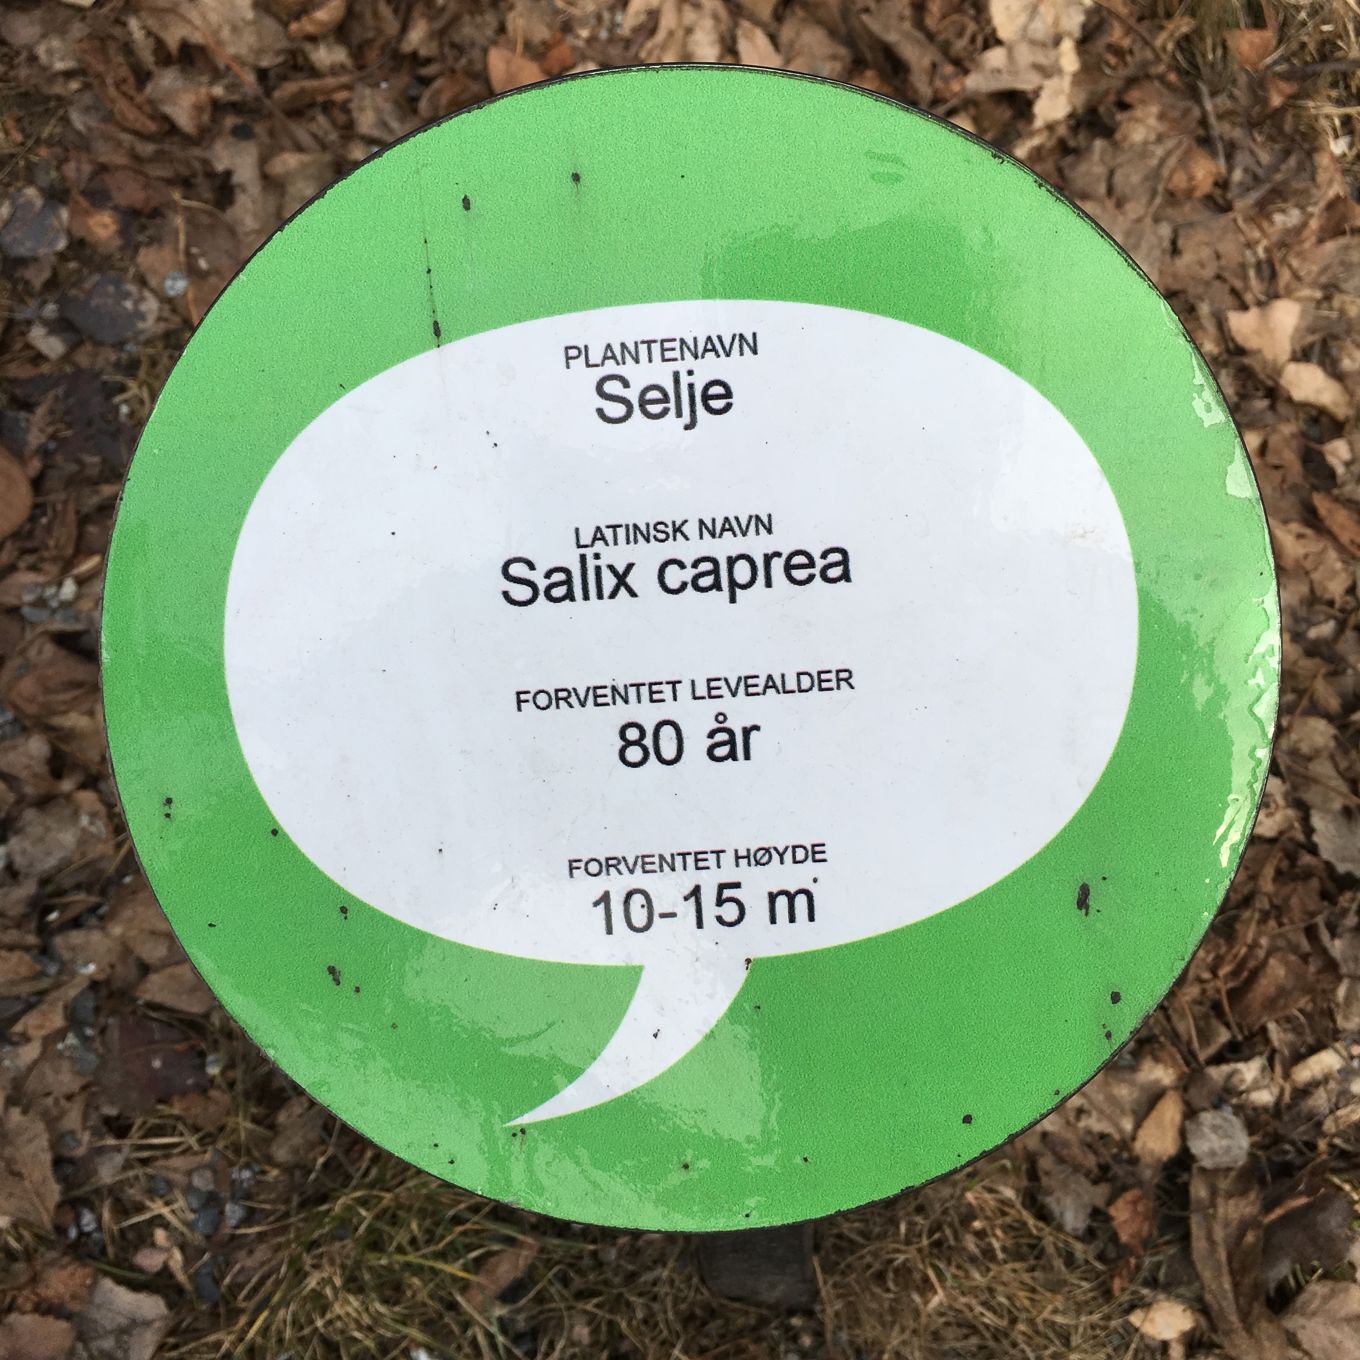 PLANTENAVN
Selje
LATINSK NAVN
Salix caprea
FORVENTET LEVEALDER
80 år
FORVENTET HØYDE
10-15 m